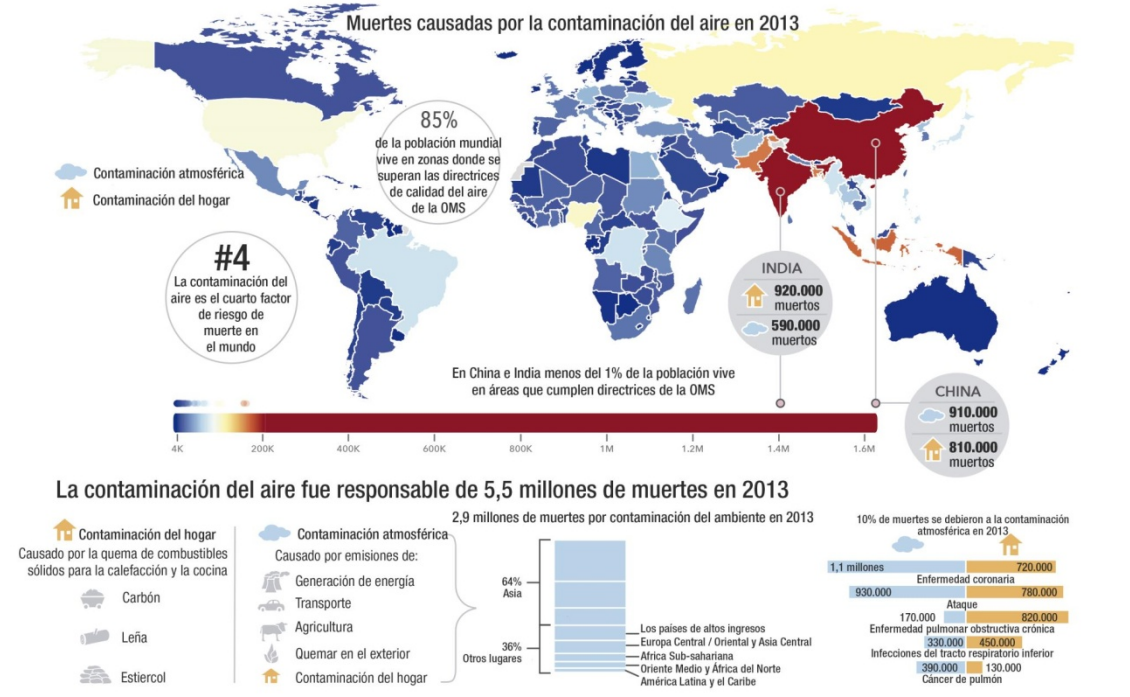 Muertes causadas por la contaminación del aire en 2013
85%
de la población mundial
vive en zonas donde se
superan las directrices
de calidad del aire
de la OMS
Contaminación atmosférica
Contaminación del hogar
#4
La contaminación del
aire es el cuarto factor
de riesgo de
muerte en
el mundo
INDIA
920.000
muertos
590.000
muertos
En China e India menos del 1% de la población vive
en áreas que cumplen directrices de la OMS
CHINA
910.000
muertos
810.000
muertos
4K 200K 400K 600K 800K 1M 1.2M 1.4M 1.6M
La contaminación del aire fue responsable de 5,5 millones de muertes en 2013
Contaminación del hogar
Causado por la quema de combustibles
sólidos para la calefacción y la cocina
Carbón
Leña
Estiercol
Contaminación atmosférica
Causado por emisiones de:
Generación de energía
Transporte
Agricultura
Quemar en el exterior
Contaminación del hogar
2,9 millones de muertes por contaminación del ambiente en 2013
64%
Asia
36%
Otros lugares
Los países de altos ingresos
Europa Central / Oriental y Asia Central
Africa Sub-sahariana
Oriente Medio y África del Norte
América Latina y el Caribe
10% de muertes se debieron a la contaminación
atmosférica en 2013
1,1 millones 720.000
Enfermedad coronaria
930.000 780.000
Ataque
170.000 820.000
Enfermedad pulmonar obstructiva crónica
330.000 450.000
Infecciones del tracto respiratorio inferior
390.000 130.000
Cáncer de pulmón